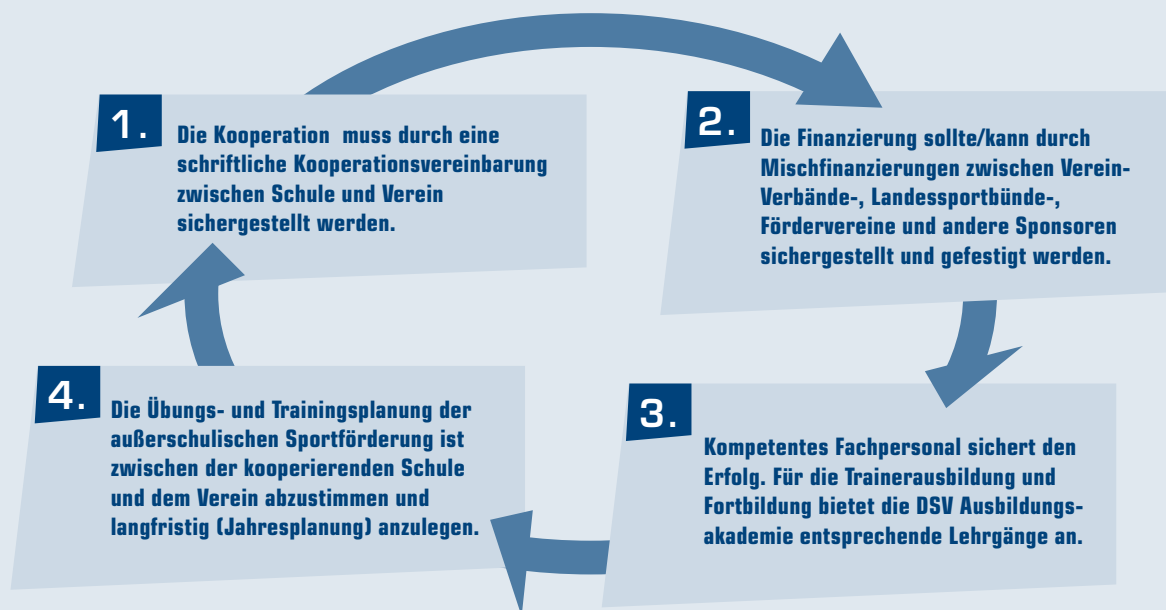 1.
Die Kooperation muss durch eine
schriftliche Kooperationsvereinbarung
zwischen Schule und Verein
sichergestellt werden.
2.
Die Finanzierung sollte/kann durch
Mischfinanzierungen zwischen Verein-
Verbände-, Landessportbünde-,
Fördervereine und andere Sponsoren
sichergestellt und gefestigt werden.
3.
Kompetentes Fachpersonal sichert den
Erfolg. Für die Trainerausbildung und
Fortbildung bietet die DSV Ausbildungs-
akademie entsprechende Lehrgänge an.
4.
Die Übungs- und Trainingsplanung der
außerschulischen Sportförderung ist
zwischen der kooperierenden Schule
und dem Verein abzustimmen und
langfristig (Jahresplanung) anzulegen.